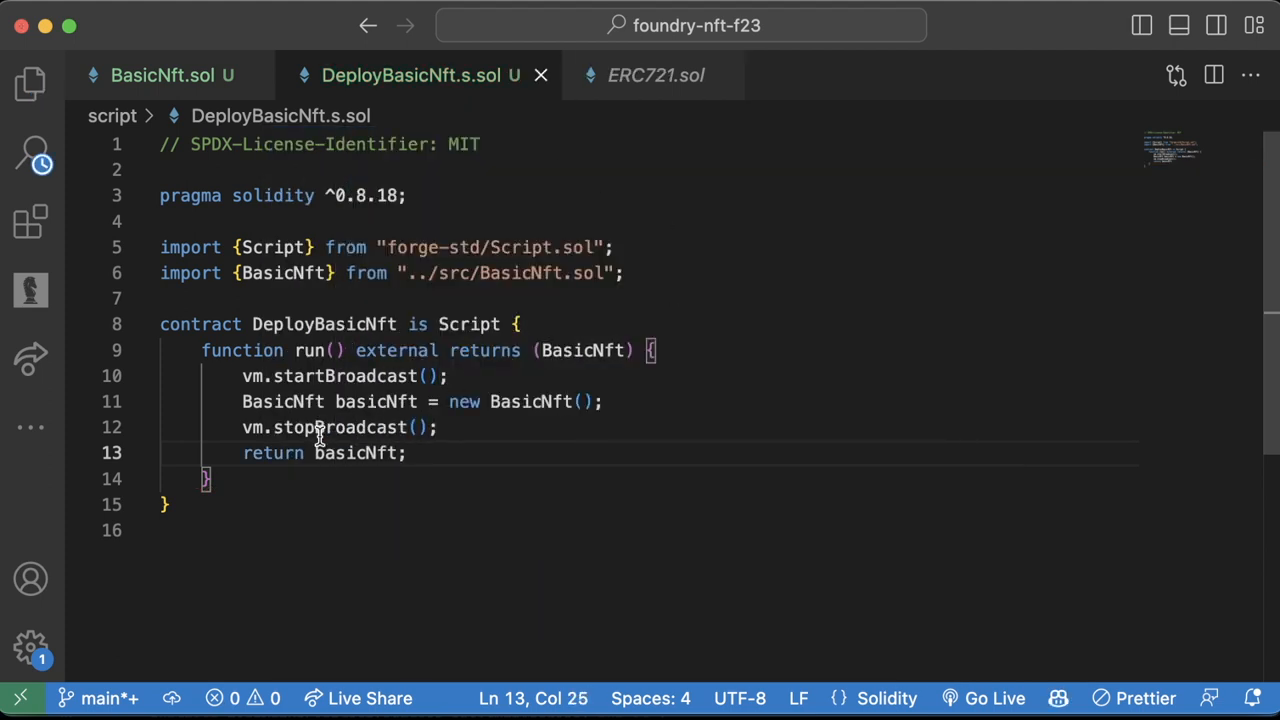 foundry-nft-f23
BasicNft.sol U
DeployBasicNft.s.sol U
ERC721.sol
script > DeployBasicNft.s.sol
1 // SPDX-License-Identifier: MIT
2
3 pragma solidity ^0.8.18;
4
5 import {Script} from "forge-std/Script.sol";
6 import {BasicNft} from "../src/BasicNft.sol";
7
8 contract DeployBasicNft is Script {
9 function run() external returns (BasicNft) {
10 vm.startBroadcast();
11 BasicNft basicNft = new BasicNft();
12 vm.stopBroadcast();
13 return basicNft;
14 }
15 }
16
1
main*+ 0 0 Live Share Ln 13, Col 25 Spaces: 4 UTF-8 LF {} Solidity Go Live Prettier